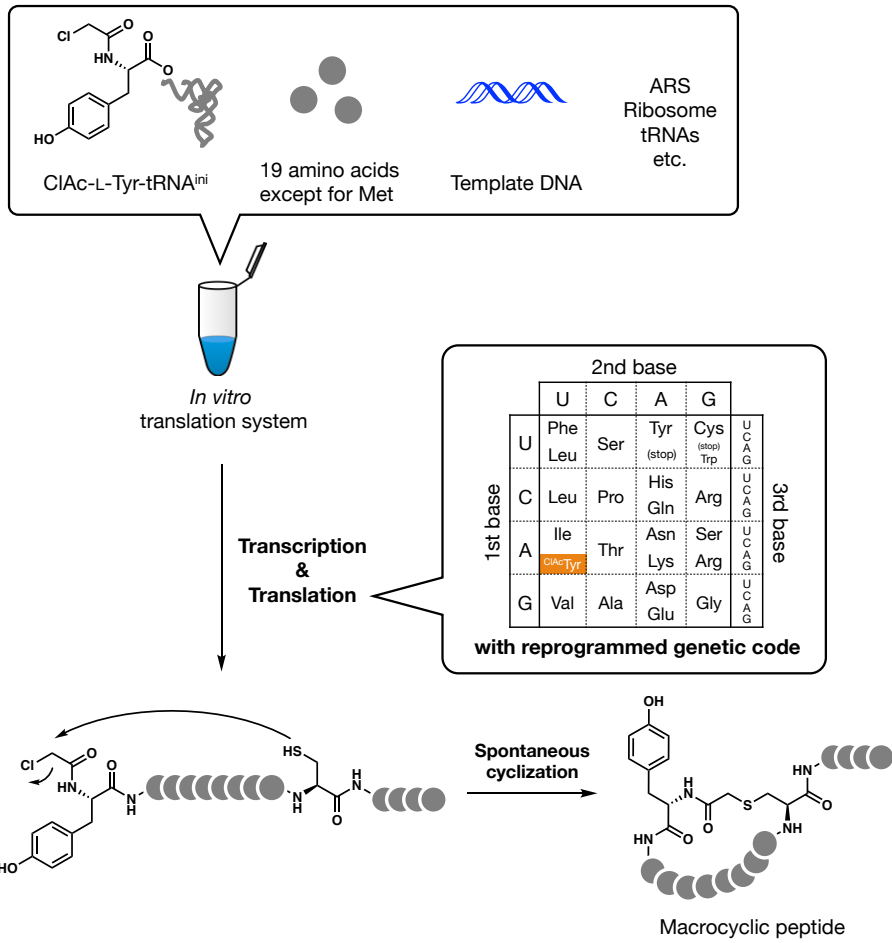 Cl
O
HN
O
O
HO
ClAc-L-Tyr-tRNAini
19 amino acids
except for Met
Template DNA
ARS
Ribosome
tRNAs
etc.
In vitro
translation system
Transcription
&
Translation
2nd base
U C A G
1st base
3rd base
U Phe Leu Ser Tyr (stop) Cys (stop) Trp U C A G
C Leu Pro His Gln Arg U C A G
A Ile ClAcTyr Thr Asn Lys Ser Arg U C A G
G Val Ala Asp Glu Gly U C A G
with reprogrammed genetic code
Cl
O
HN
O
N
H
HO
HS
N
H
O
H
N
Spontaneous
cyclization
OH
H
N
O
S
O
HN
O
HN
O
NH
Macrocyclic peptide